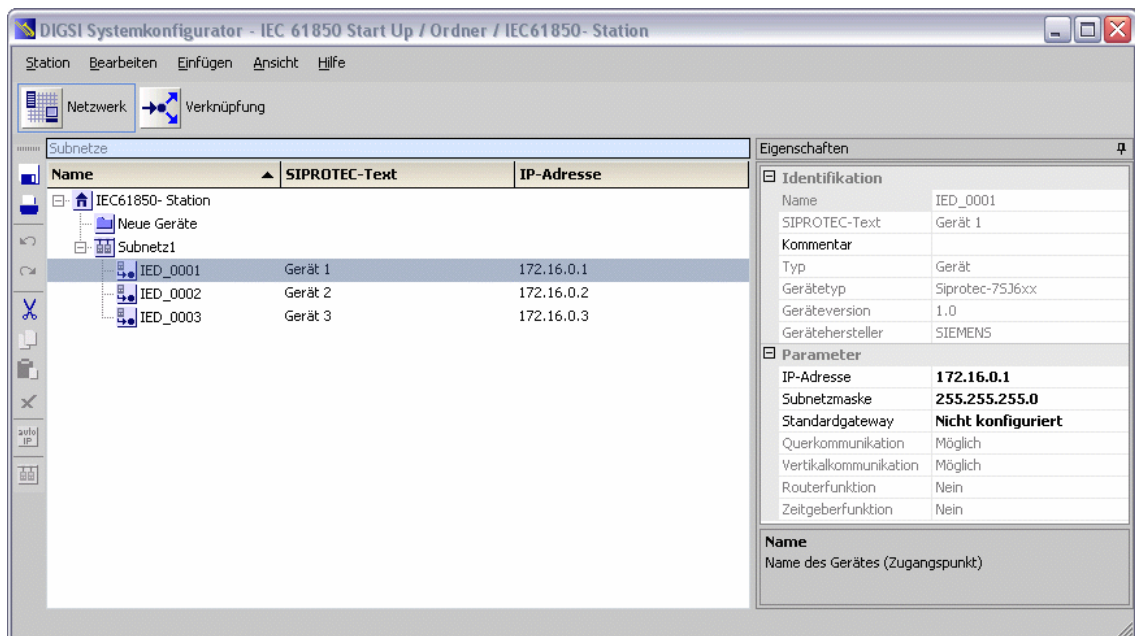 DIGSI Systemkonfigurator - IEC 61850 Start Up / Ordner / IEC61850- Station
Station Bearbeiten Einfügen Ansicht Hilfe
Netzwerk Verknüpfung
Subnetze
Name SIPROTEC-Text IP-Adresse
IEC61850- Station
Neue Geräte
Subnetz1
IED_0001 Gerät 1 172.16.0.1
IED_0002 Gerät 2 172.16.0.2
IED_0003 Gerät 3 172.16.0.3
auto IP
Eigenschaften
Identifikation
Name IED_0001
SIPROTEC-Text Gerät 1
Kommentar
Typ Gerät
Gerätetyp Siprotec-7SJ6xx
Geräteversion 1.0
Gerätehersteller SIEMENS
Parameter
IP-Adresse 172.16.0.1
Subnetzmaske 255.255.255.0
Standardgateway Nicht konfiguriert
Querkommunikation Möglich
Vertikalkommunikation Möglich
Routerfunktion Nein
Zeitgeberfunktion Nein
Name
Name des Gerätes (Zugangspunkt)